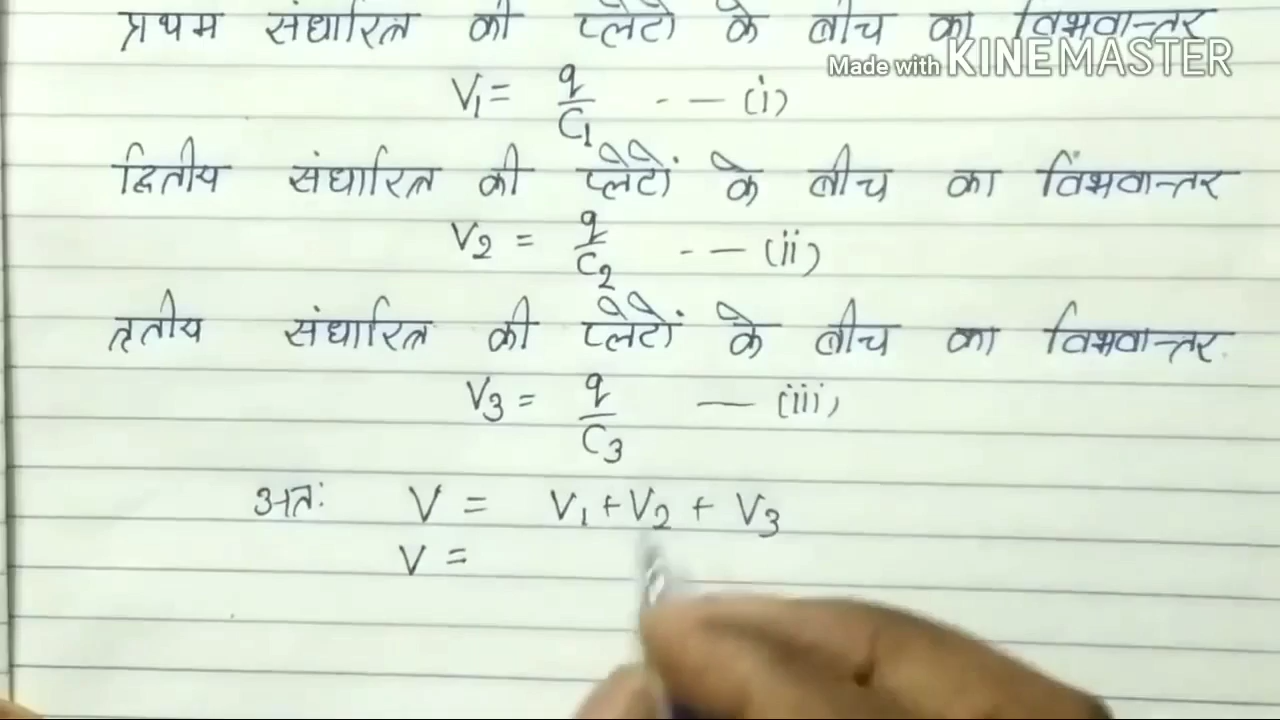 प्रथम संधारित्र की प्लेटों के बीच का विभवान्तर
Made with KINEMASTER
V₁ = q/C₁ - — (i)
द्वितीय संधारित्र की प्लेटों के बीच का विभवान्तर
V₂ = q/C₂ - — (ii)
तृतीय संधारित्र की प्लेटों के बीच का विभवान्तर.
V₃ = q/C₃ — (iii)
अतः V = V₁ + V₂ + V₃
V =